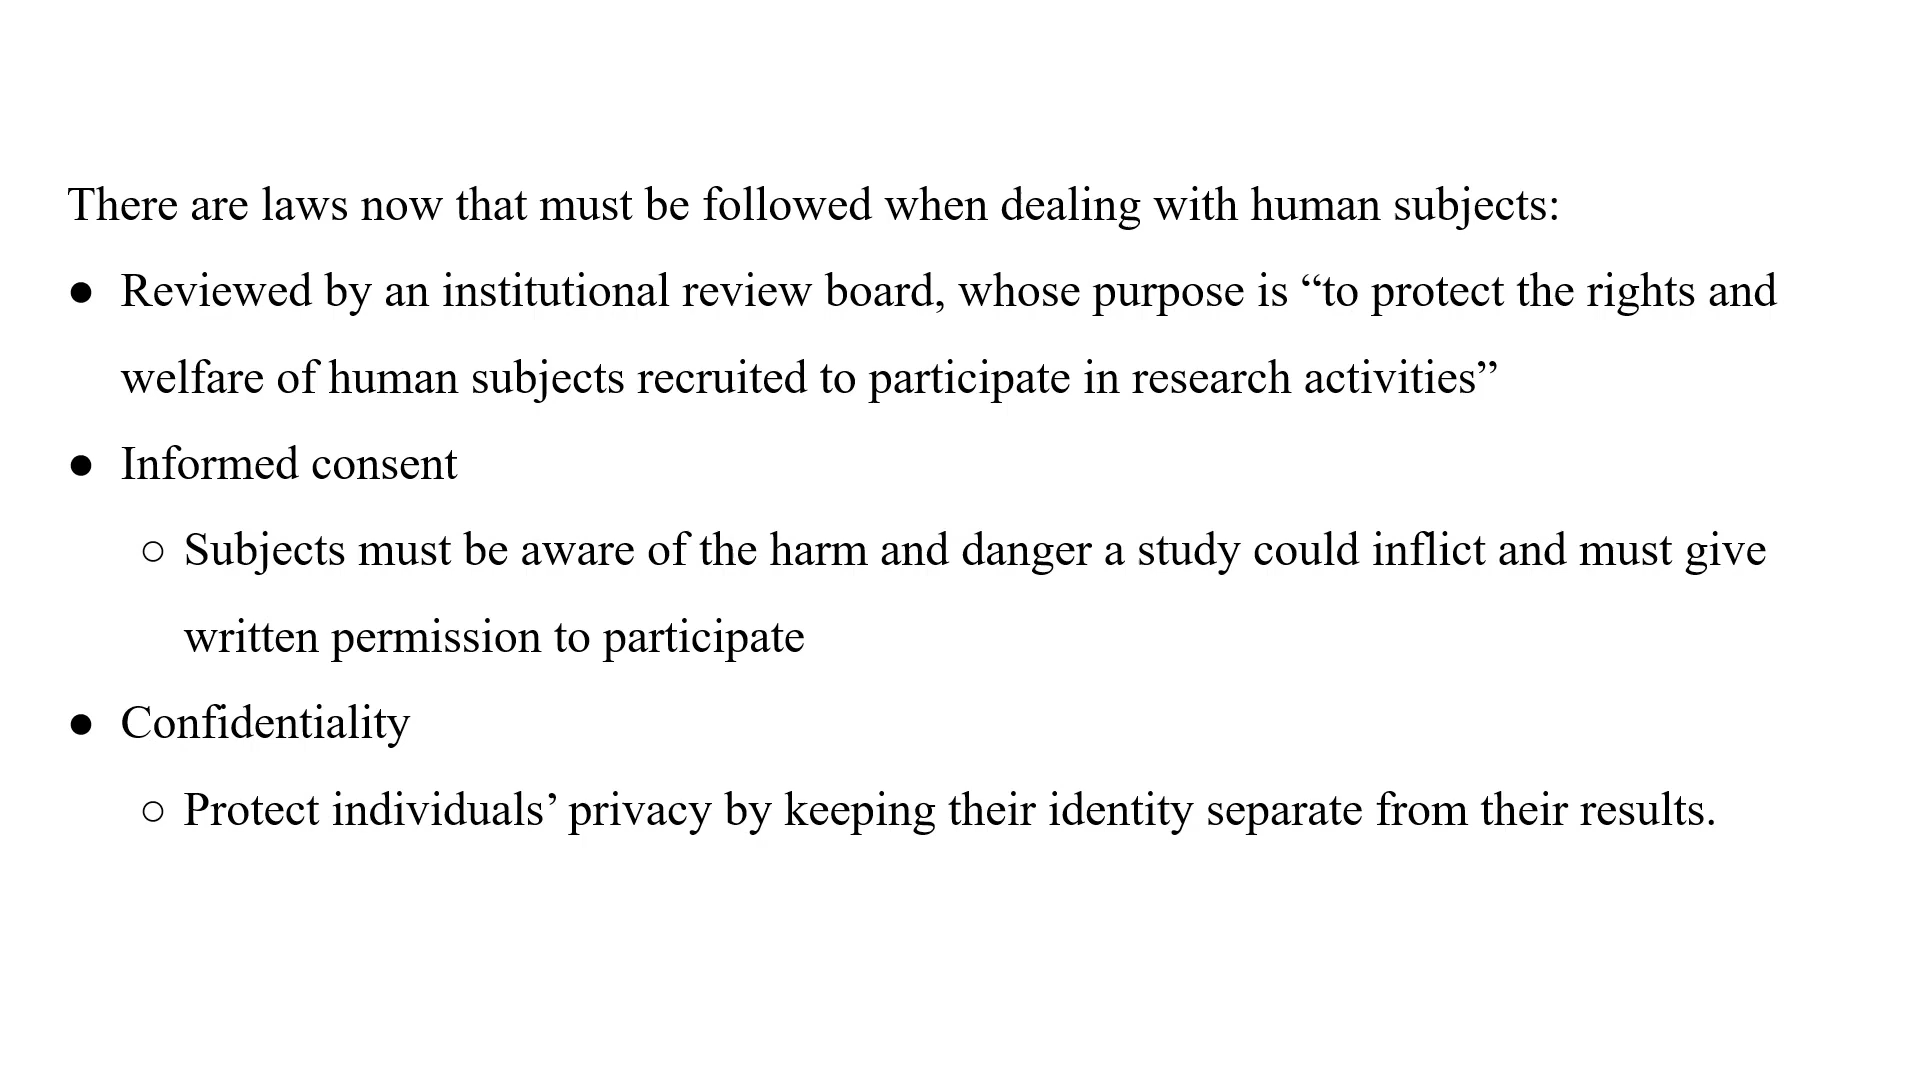 There are laws now that must be followed when dealing with human subjects:
● Reviewed by an institutional review board, whose purpose is “to protect the rights and
welfare of human subjects recruited to participate in research activities”
● Informed consent
○ Subjects must be aware of the harm and danger a study could inflict and must give
written permission to participate
● Confidentiality
○ Protect individuals’ privacy by keeping their identity separate from their results.